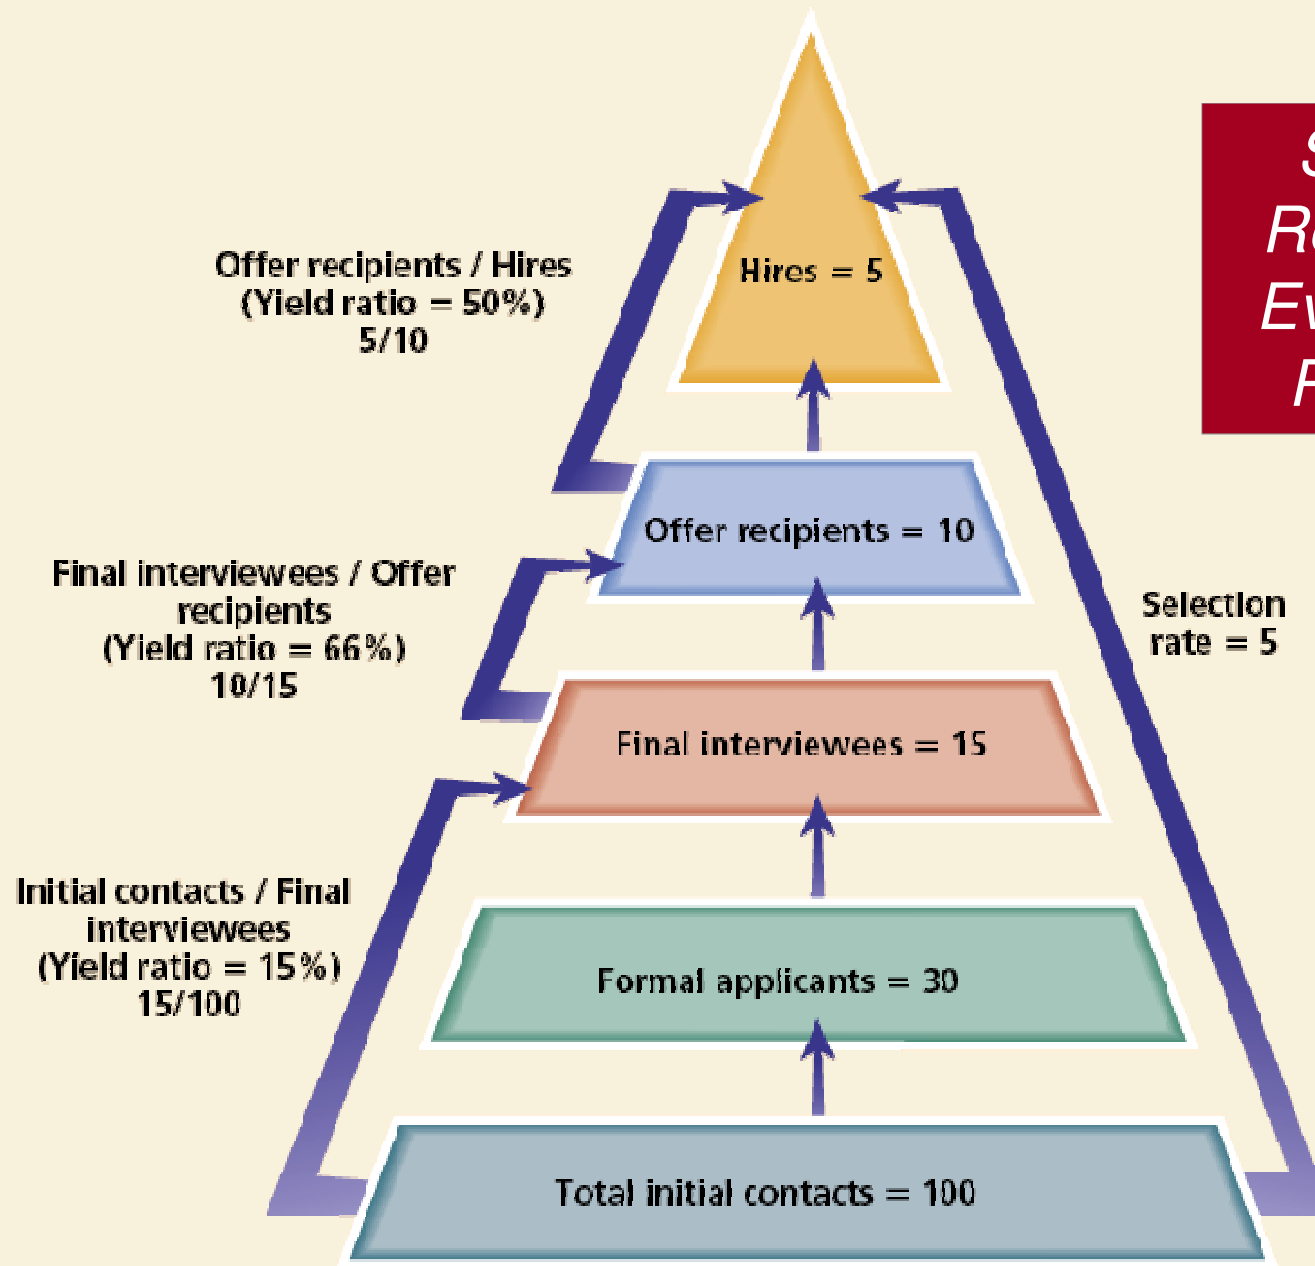 Hires = 5
Offer recipients / Hires
(Yield ratio = 50%)
5/10
Offer recipients = 10
Final interviewees / Offer
recipients
(Yield ratio = 66%)
10/15
Selection
rate = 5
Final interviewees = 15
Initial contacts / Final
interviewees
(Yield ratio = 15%)
15/100
Formal applicants = 30
Total initial contacts = 100